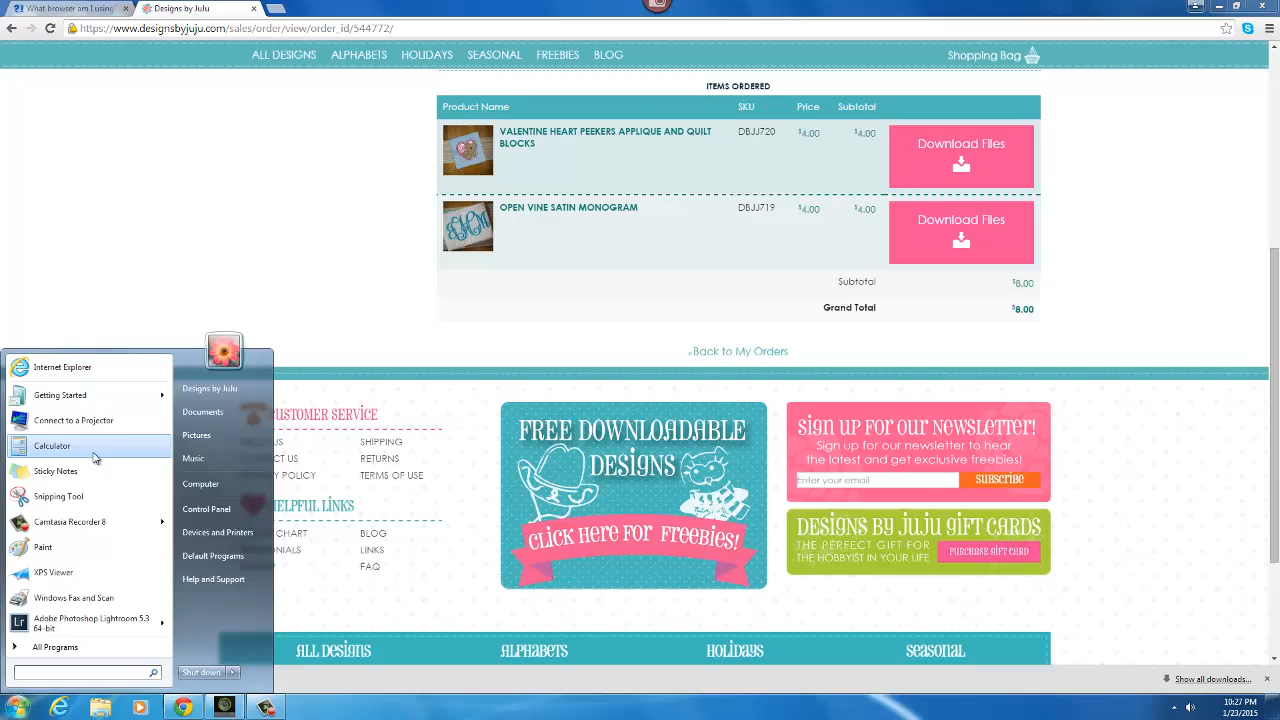 What browser am I using?
Designs by JuJu
https://www.designsbyjuju.com/sales/order/view/order_id/544772/
ALL DESIGNS ALPHABETS HOLIDAYS SEASONAL FREEBIES BLOG Shopping Bag
ITEMS ORDERED
Product Name SKU Price Subtotal
VALENTINE HEART PEEKERS APPLIQUE AND QUILT BLOCKS DBJJ720 $4.00 $4.00 Download Files
OPEN VINE SATIN MONOGRAM DBJJ719 $4.00 $4.00 Download Files
Subtotal $8.00
Grand Total $8.00
Back to My Orders
Internet Explorer
Getting Started
Connect to a Projector
Calculator
Sticky Notes
Snipping Tool
Camtasia Recorder 8
Paint
XPS Viewer
Windows Fax and Scan
Adobe Photoshop Lightroom 5.3
64-bit
All Programs
Designs by JuJu
Documents
Pictures
Music
Computer
Control Panel
Devices and Printers
Default Programs
Help and Support
Shut down
CUSTOMER SERVICE
US SHIPPING
CT US RETURNS
Y POLICY TERMS OF USE
HELPFUL LINKS
CHART BLOG
ONIALS LINKS
FAQ
FREE DOWNLOADABLE
DESIGNS
CLICK HERE FOR FREEBIES!
SIGN UP FOR OUR NEWSLETTER!
Sign up for our newsletter to hear
the latest and get exclusive freebies!
Enter your email SUBSCRIBE
DESIGNS BY JUJU GIFT CARDS
THE PERFECT GIFT FOR
THE HOBBYIST IN YOUR LIFE PURCHASE GIFT CARD
ALL DESIGNS ALPHABETS HOLIDAYS SEASONAL
Show all downloads...
10:27 PM
1/23/2015